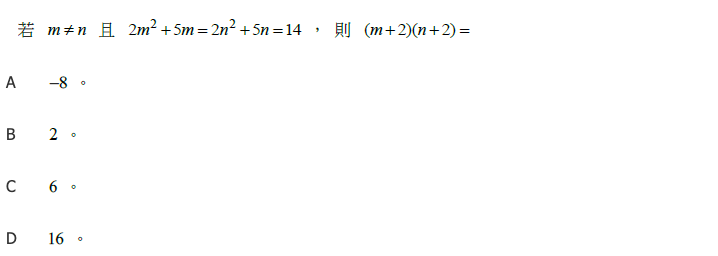 若 m≠n 且 2m²+5m=2n²+5n=14 ，則 (m+2)(n+2)=
A −8 。
B 2 。
C 6 。
D 16 。